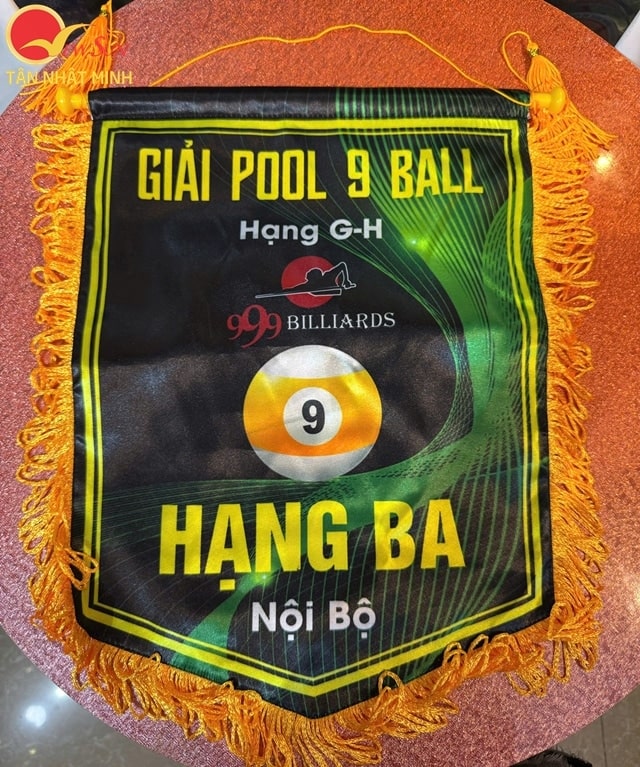 TÂN NHẬT MINH
GIẢI POOL 9 BALL
Hạng G-H
999 BILLIARDS
9
HẠNG BA
Nội Bộ